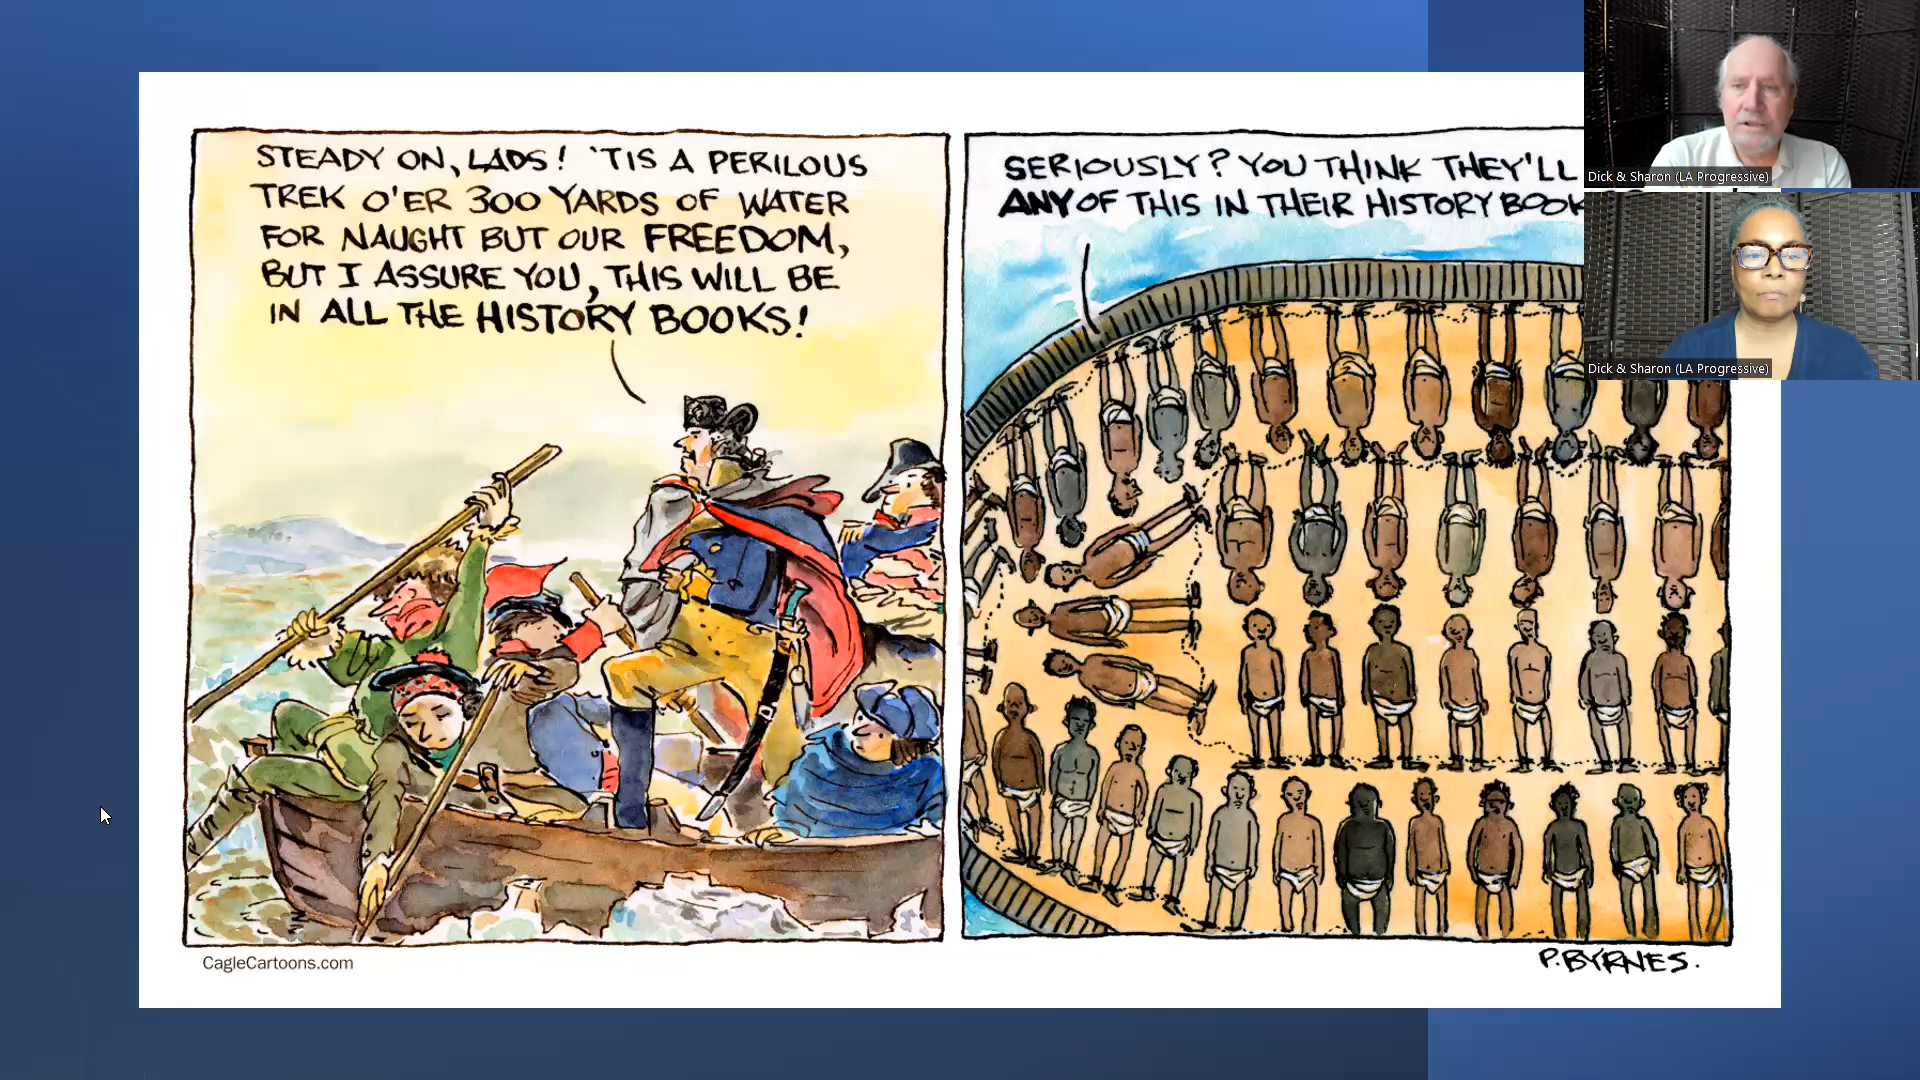 STEADY ON, LADS! 'TIS A PERILOUS
TREK O'ER 300 YARDS OF WATER
FOR NAUGHT BUT OUR FREEDOM,
BUT I ASSURE YOU, THIS WILL BE
IN ALL THE HISTORY BOOKS!
SERIOUSLY? YOU THINK THEY'LL
ANY OF THIS IN THEIR HISTORY BOOK
Dick & Sharon (LA Progressive)
Dick & Sharon (LA Progressive)
CagleCartoons.com
P. BYRNES.